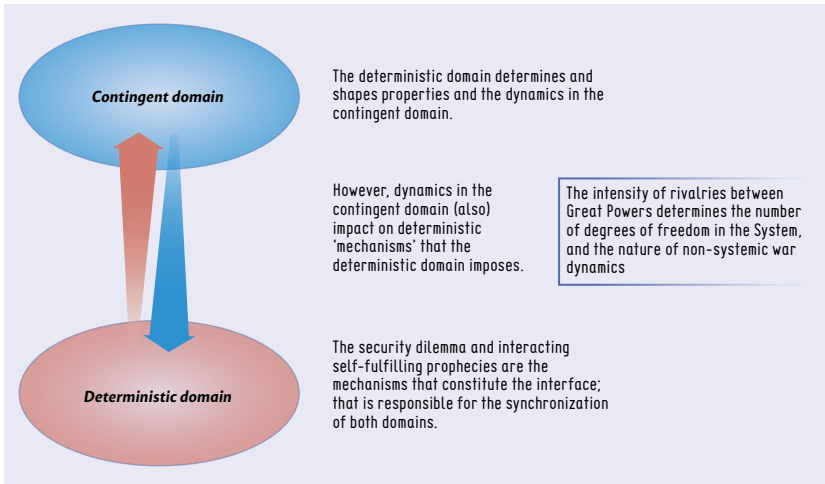 Contingent domain
The deterministic domain determines and
shapes properties and the dynamics in the
contingent domain.
However, dynamics in the
contingent domain (also)
impact on deterministic
‘mechanisms’ that the
deterministic domain imposes.
The intensity of rivalries between
Great Powers determines the number
of degrees of freedom in the System,
and the nature of non-systemic war
dynamics
The security dilemma and interacting
self-fulfilling prophecies are the
mechanisms that constitute the interface;
that is responsible for the synchronization
of both domains.
Deterministic domain